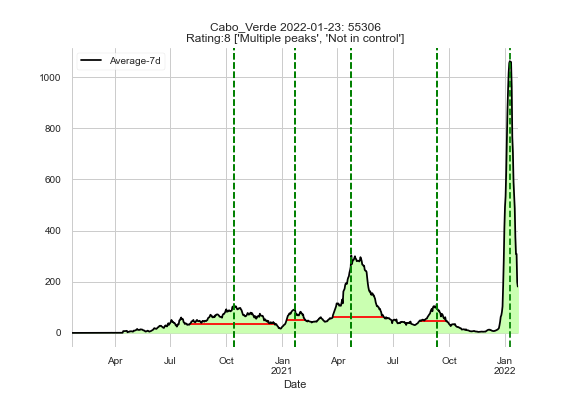 Cabo_Verde 2022-01-23: 55306
Rating:8 ['Multiple peaks', 'Not in control']
Average-7d
1000
800
600
400
200
0
Apr Jul Oct Jan Apr Jul Oct Jan
2021 2022
Date